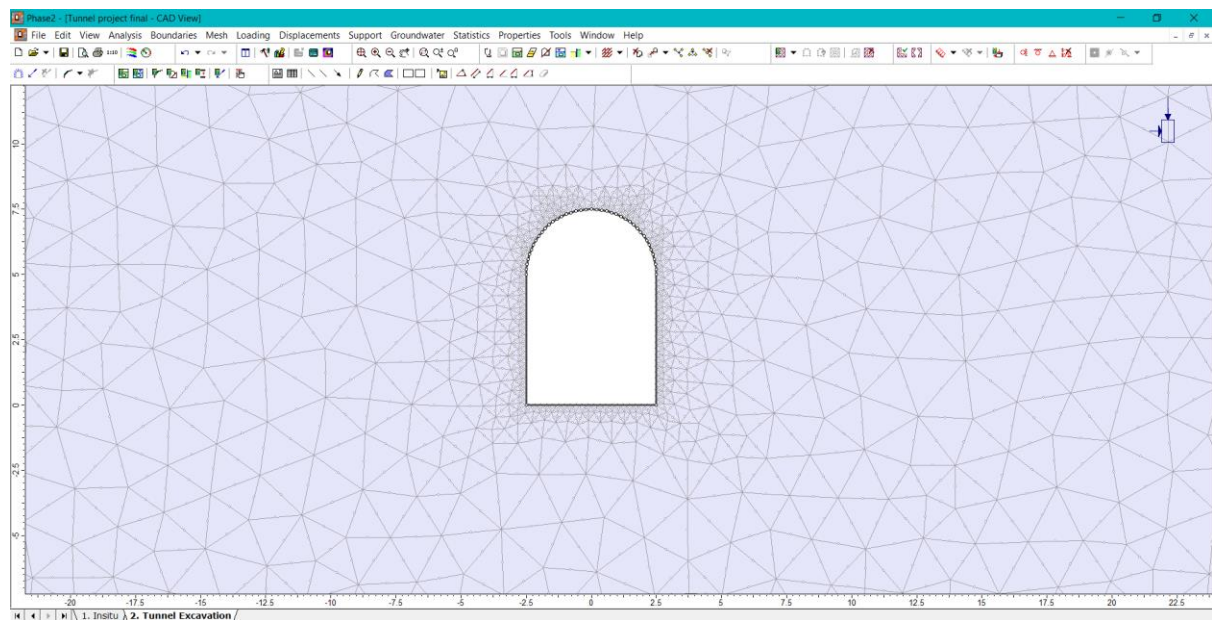 Phase2 - [Tunnel project final - CAD View]
File Edit View Analysis Boundaries Mesh Loading Displacements Support Groundwater Statistics Properties Tools Window Help
10
7.5
5
2.5
0
-2.5
-5
-20 -17.5 -15 -12.5 -10 -7.5 -5 -2.5 0 2.5 5 7.5 10 12.5 15 17.5 20 22.5
1. Insitu 2. Tunnel Excavation